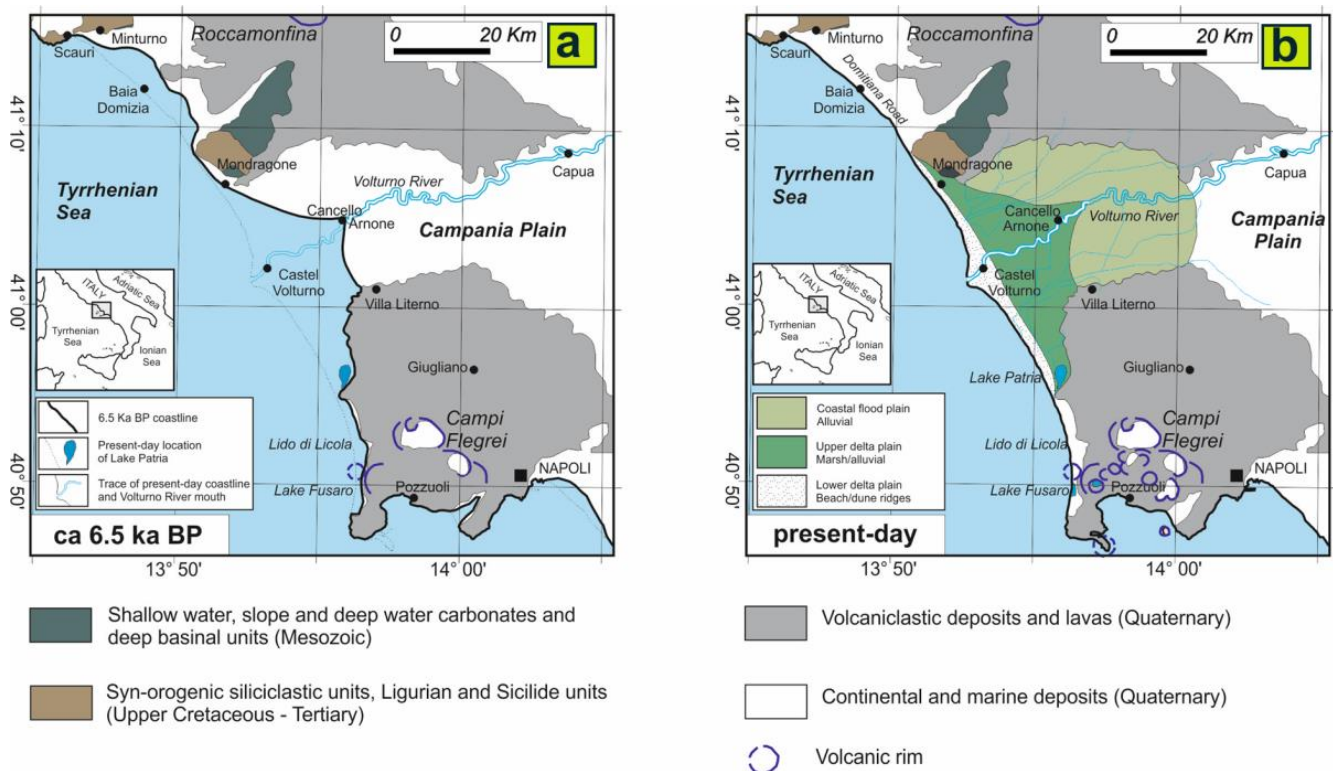 Scauri
Minturno
Roccamonfina
0 20 Km
a
Baia
Domizia
41° 10'
Mondragone
Tyrrhenian
Sea
Volturno River
Capua
Cancello
Arnone
Campania Plain
Castel
Volturno
41° 00'
Villa Literno
ITALY
Adriatic Sea
Tyrrhenian
Sea
Ionian
Sea
Giugliano
6.5 Ka BP coastline
Present-day location
of Lake Patria
Trace of present-day coastline
and Volturno River mouth
Campi
Flegrei
Lido di Licola
NAPOLI
Lake Fusaro
Pozzuoli
40° 50'
ca 6.5 ka BP
13° 50'
14° 00'
Scauri
Minturno
Roccamonfina
0 20 Km
b
Baia
Domizia
Domitiana Road
41° 10'
Mondragone
Tyrrhenian
Sea
Capua
Cancello
Arnone
Volturno River
Campania
Plain
Castel
Volturno
41° 00'
Villa Literno
ITALY
Adriatic Sea
Tyrrhenian
Sea
Ionian
Sea
Lake Patria
Giugliano
Coastal flood plain
Alluvial
Upper delta plain
Marsh/alluvial
Lower delta plain
Beach/dune ridges
Campi
Flegrei
Lido di Licola
NAPOLI
Lake Fusaro
Pozzuoli
40° 50'
present-day
13° 50'
14° 00'
Shallow water, slope and deep water carbonates and
deep basinal units (Mesozoic)
Syn-orogenic siliciclastic units, Ligurian and Sicilide units
(Upper Cretaceous - Tertiary)
Volcaniclastic deposits and lavas (Quaternary)
Continental and marine deposits (Quaternary)
Volcanic rim